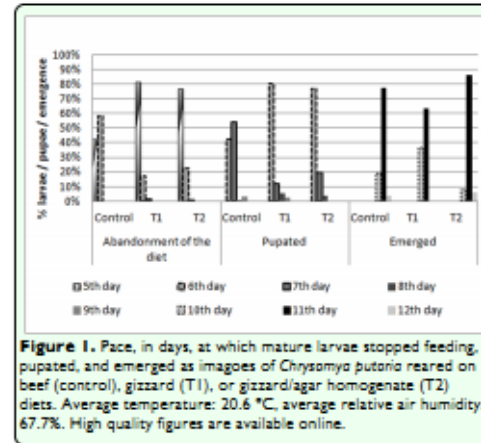 % larvae / pupae / emergence
100%
90%
80%
70%
60%
50%
40%
30%
20%
10%
0%
Control T1 T2 Control T1 T2 Control T1 T2
Abandonment of the diet Pupated Emerged
5th day 6th day 7th day 8th day
9th day 10th day 11th day 12th day
Figure 1. Pace, in days, at which mature larvae stopped feeding,
pupated, and emerged as imagoes of Chrysomya putoria reared on
beef (control), gizzard (T1), or gizzard/agar homogenate (T2)
diets. Average temperature: 20.6 °C, average relative air humidity
67.7%. High quality figures are available online.